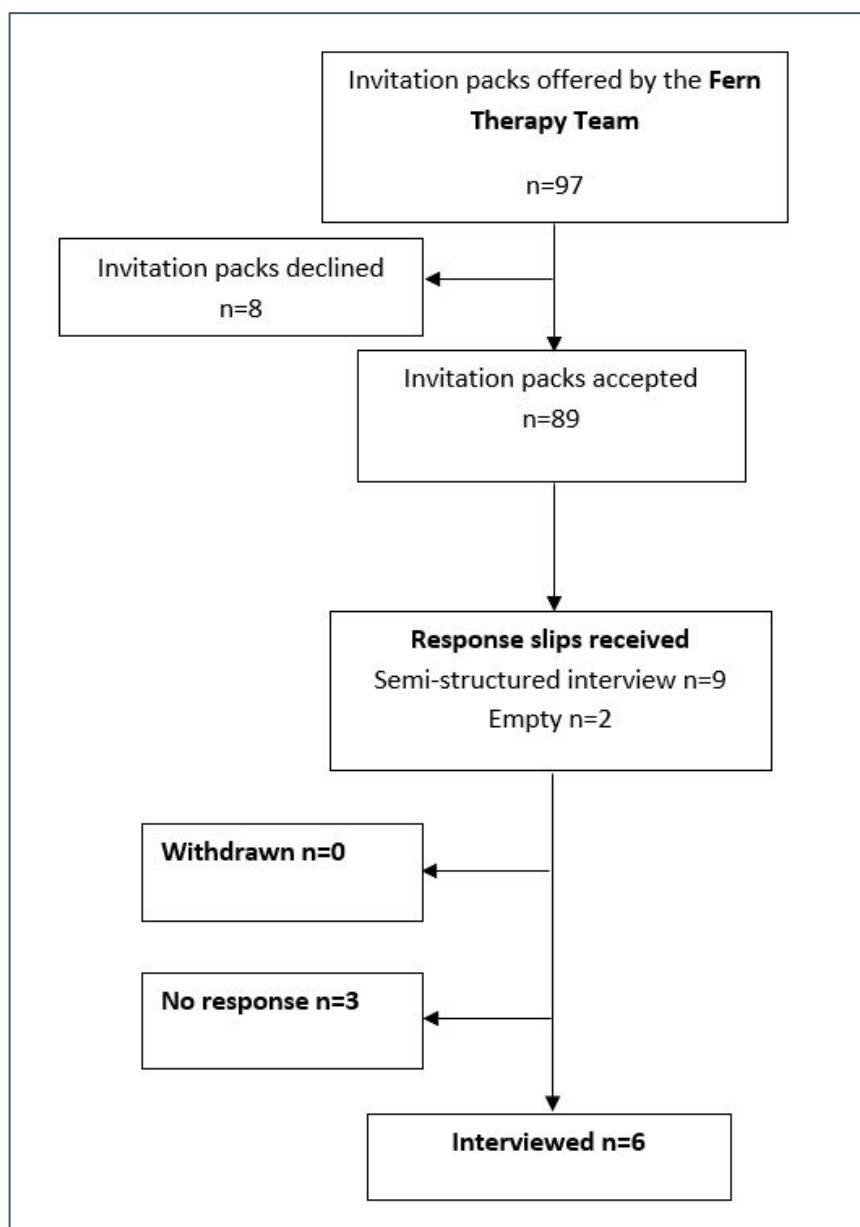 Invitation packs offered by the Fern
Therapy Team
n=97
Invitation packs declined
n=8
Invitation packs accepted
n=89
Response slips received
Semi-structured interview n=9
Empty n=2
Withdrawn n=0
No response n=3
Interviewed n=6